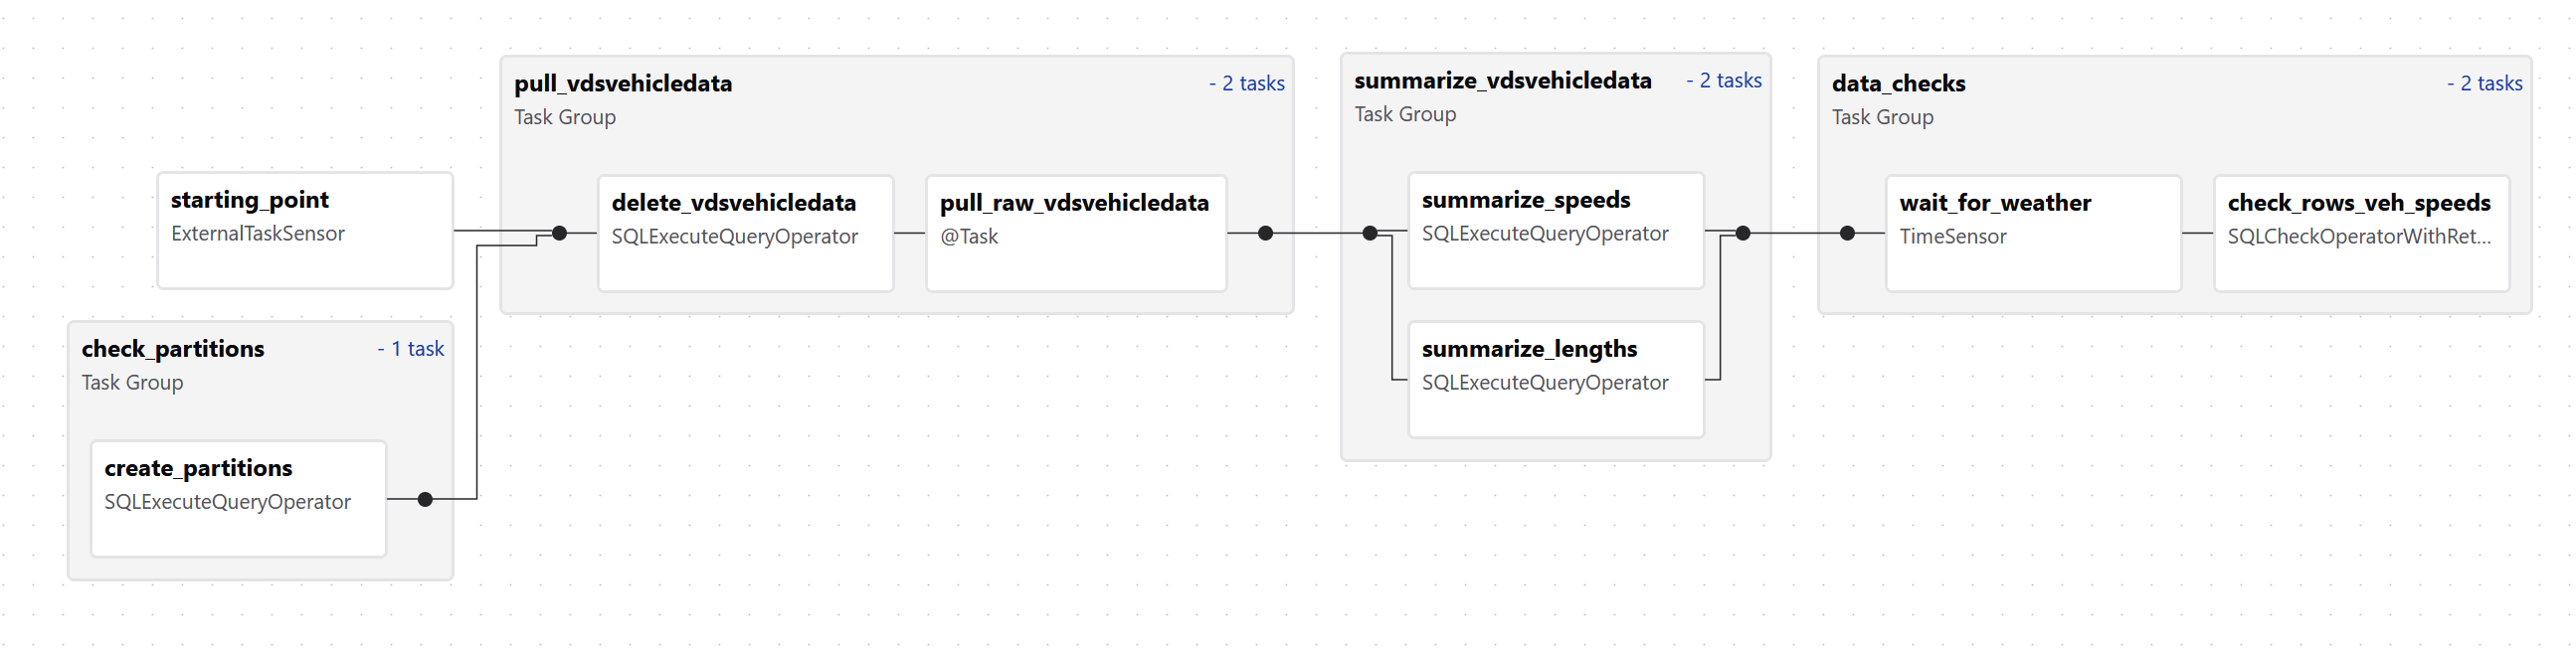 starting_point
ExternalTaskSensor
check_partitions - 1 task
Task Group
create_partitions
SQLExecuteQueryOperator
pull_vdsvehicledata - 2 tasks
Task Group
delete_vdsvehicledata
SQLExecuteQueryOperator
pull_raw_vdsvehicledata
@Task
summarize_vdsvehicledata - 2 tasks
Task Group
summarize_speeds
SQLExecuteQueryOperator
summarize_lengths
SQLExecuteQueryOperator
data_checks - 2 tasks
Task Group
wait_for_weather
TimeSensor
check_rows_veh_speeds
SQLCheckOperatorWithRet...